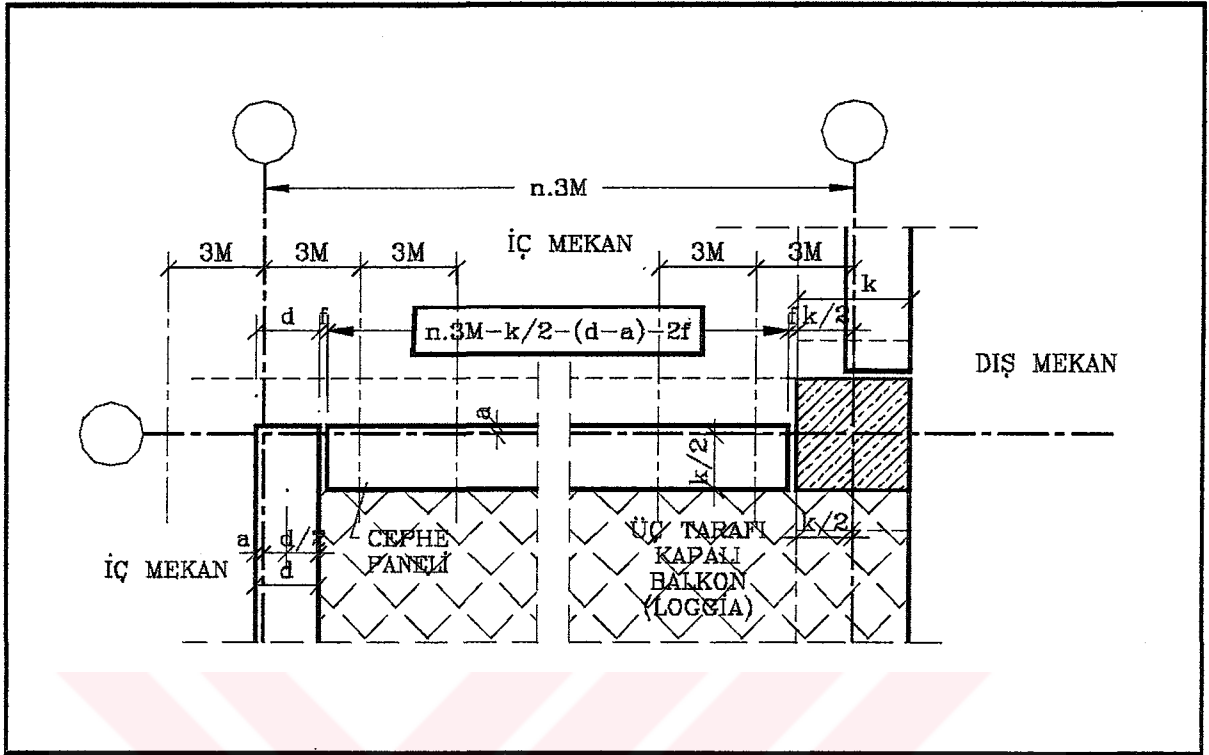 n.3M
İÇ MEKAN
3M 3M 3M 3M 3M
k
d f n.3M-k/2-(d-a)-2f f k/2
DIŞ MEKAN
a
k/2
a d/2
CEPHE
PANELİ
ÜÇ TARAFI
KAPALI
BALKON
(LOGGİA)
k/2
İÇ MEKAN
d